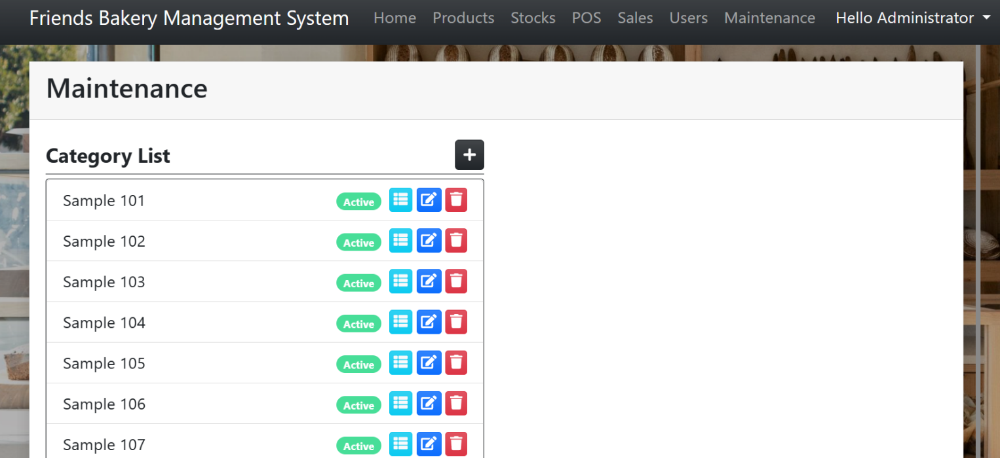 Friends Bakery Management System Home Products Stocks POS Sales Users Maintenance Hello Administrator
Maintenance
Category List
Sample 101 Active
Sample 102 Active
Sample 103 Active
Sample 104 Active
Sample 105 Active
Sample 106 Active
Sample 107 Active